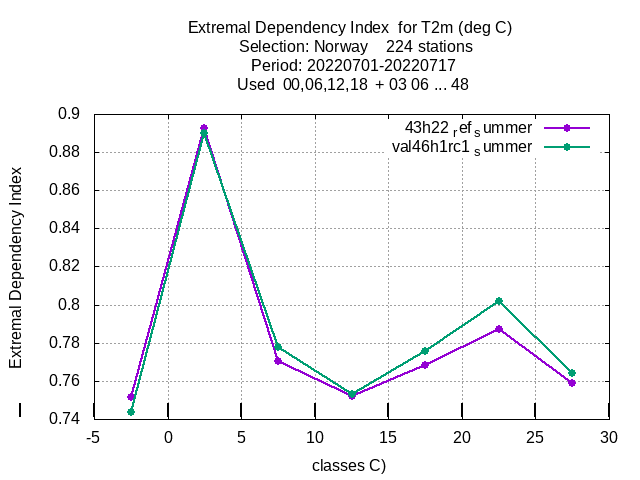 Extremal Dependency Index  for T2m (deg C)
Selection: Norway    224 stations
Period: 20220701-20220717
Used  00,06,12,18  + 03 06 ... 48
43h22 ref summer
val46h1rc1 summer
Extremal Dependency Index
0.9
0.88
0.86
0.84
0.82
0.8
0.78
0.76
0.74
-5 0 5 10 15 20 25 30
classes C)